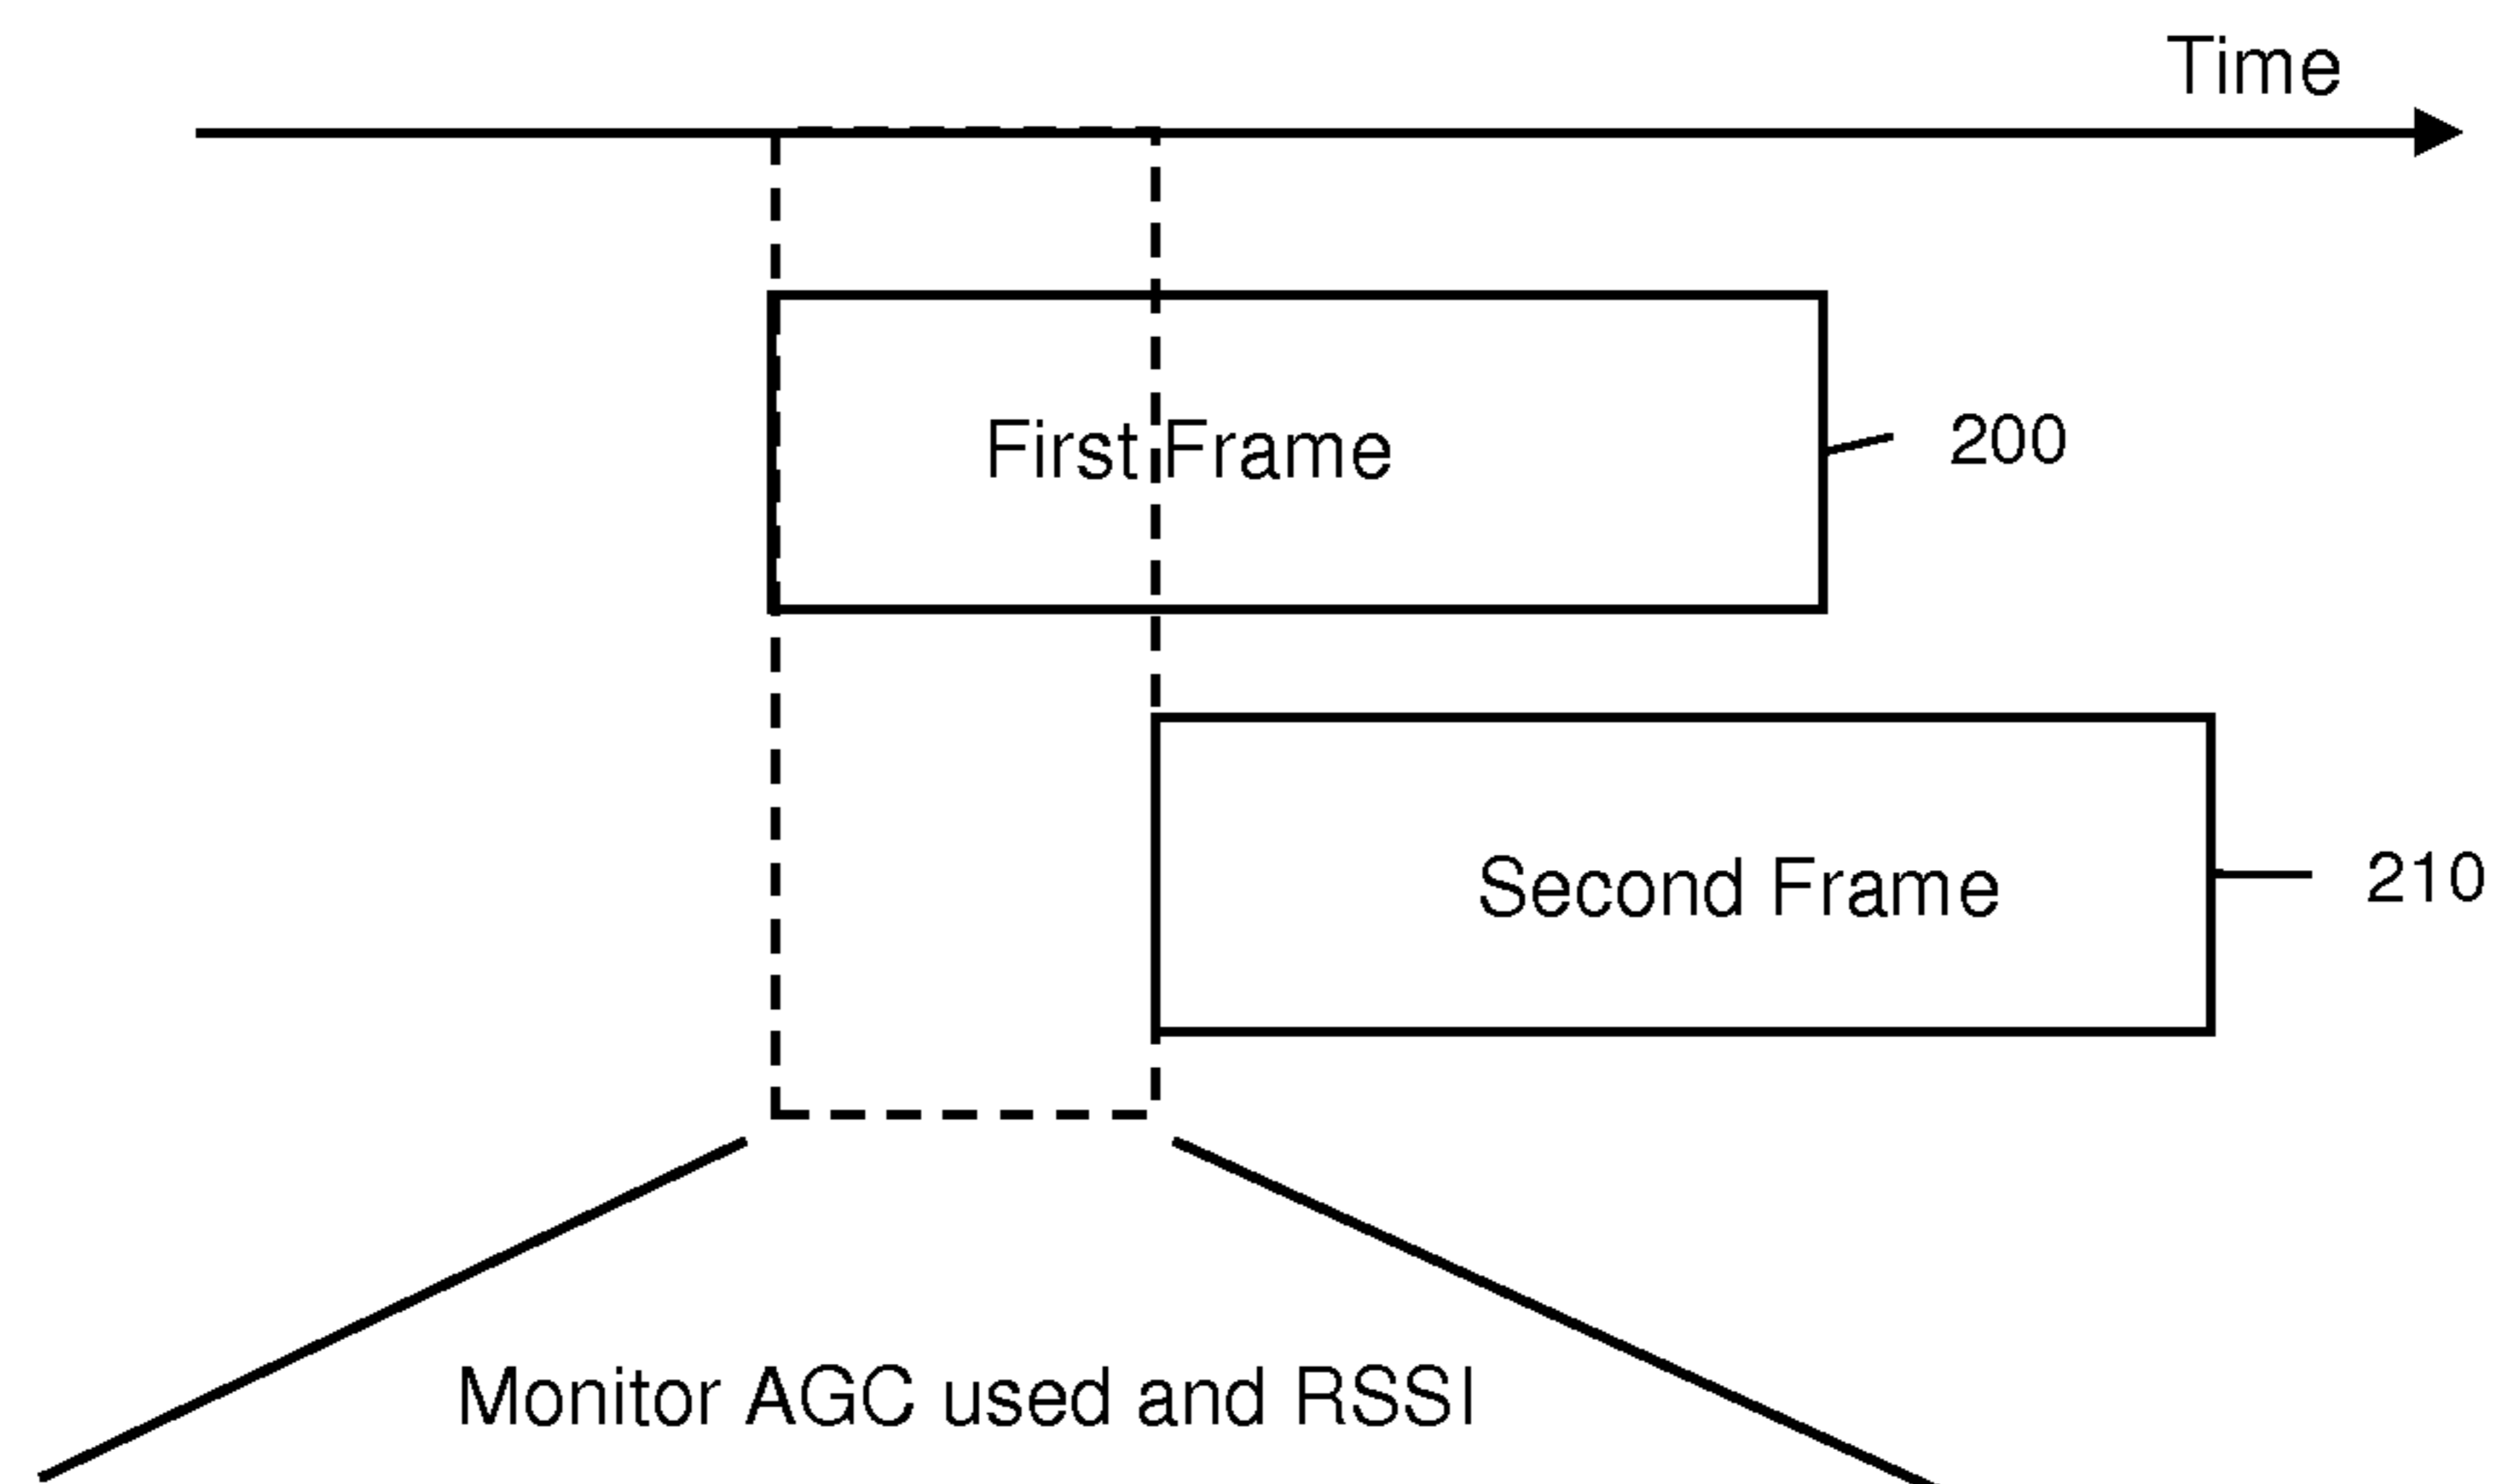 Time
First Frame
200
Second Frame
210
Monitor AGC used and RSSI